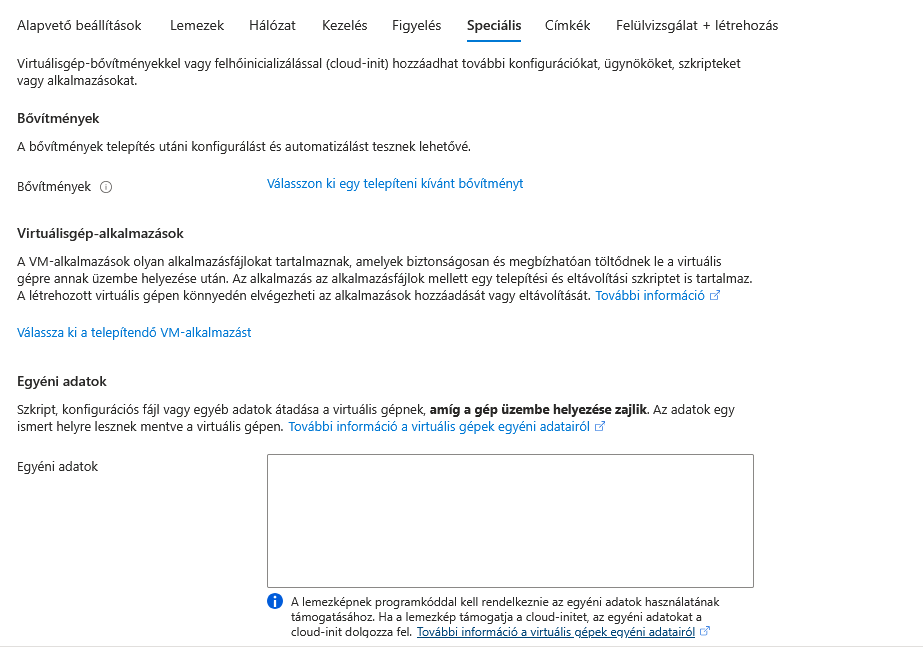 Alapvető beállítások Lemezek Hálózat Kezelés Figyelés Speciális Címkék Felülvizsgálat + létrehozás
Virtuálisgép-bővítményekkel vagy felhőinicializálással (cloud-init) hozzáadhat további konfigurációkat, ügynököket, szkripteket
vagy alkalmazásokat.
Bővítmények
A bővítmények telepítés utáni konfigurálást és automatizálást tesznek lehetővé.
Bővítmények Válasszon ki egy telepíteni kívánt bővítményt
Virtuálisgép-alkalmazások
A VM-alkalmazások olyan alkalmazásfájlokat tartalmaznak, amelyek biztonságosan és megbízhatóan töltődnek le a virtuális
gépre annak üzembe helyezése után. Az alkalmazás az alkalmazásfájlok mellett egy telepítési és eltávolítási szkriptet is tartalmaz.
A létrehozott virtuális gépen könnyedén elvégezheti az alkalmazások hozzáadását vagy eltávolítását. További információ
Válassza ki a telepítendő VM-alkalmazást
Egyéni adatok
Szkript, konfigurációs fájl vagy egyéb adatok átadása a virtuális gépnek, amíg a gép üzembe helyezése zajlik. Az adatok egy
ismert helyre lesznek mentve a virtuális gépen. További információ a virtuális gépek egyéni adatairól
Egyéni adatok
A lemezképnek programkóddal kell rendelkeznie az egyéni adatok használatának
támogatásához. Ha a lemezkép támogatja a cloud-initet, az egyéni adatokat a
cloud-init dolgozza fel. További információ a virtuális gépek egyéni adatairól